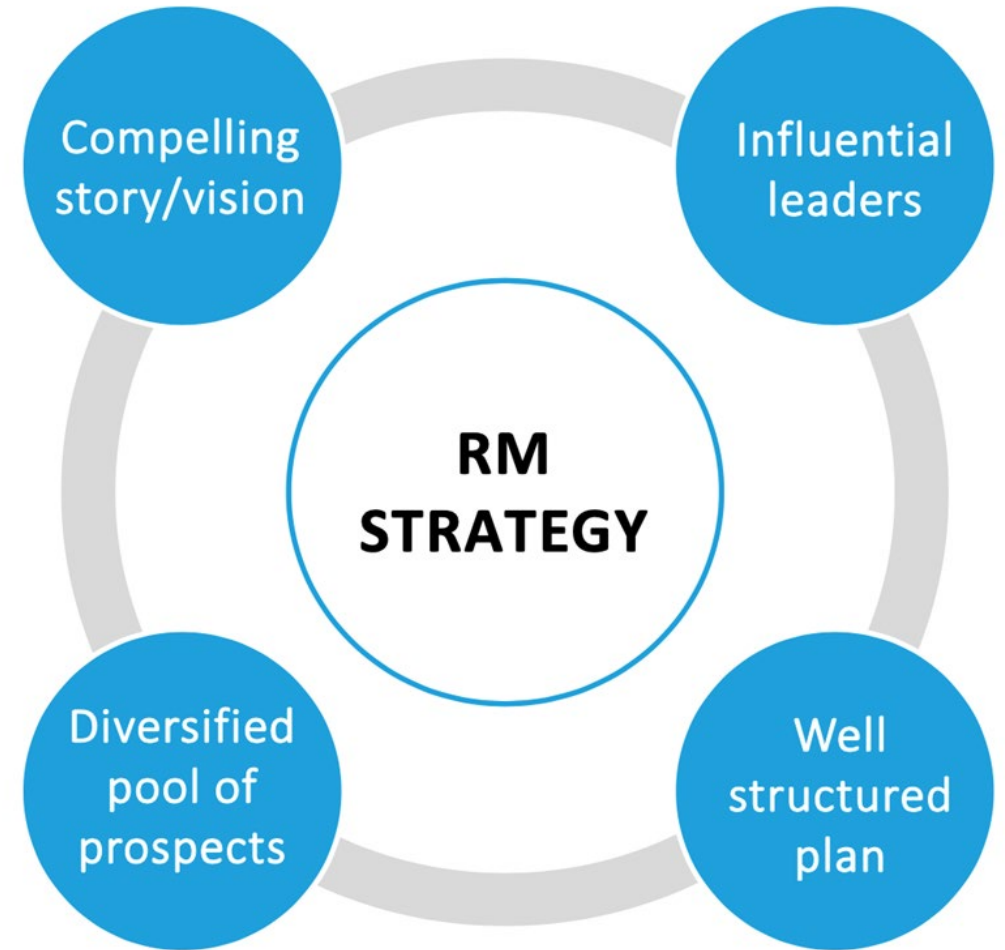 Compelling
story/vision
Influential
leaders
RM
STRATEGY
Diversified
pool of
prospects
Well
structured
plan